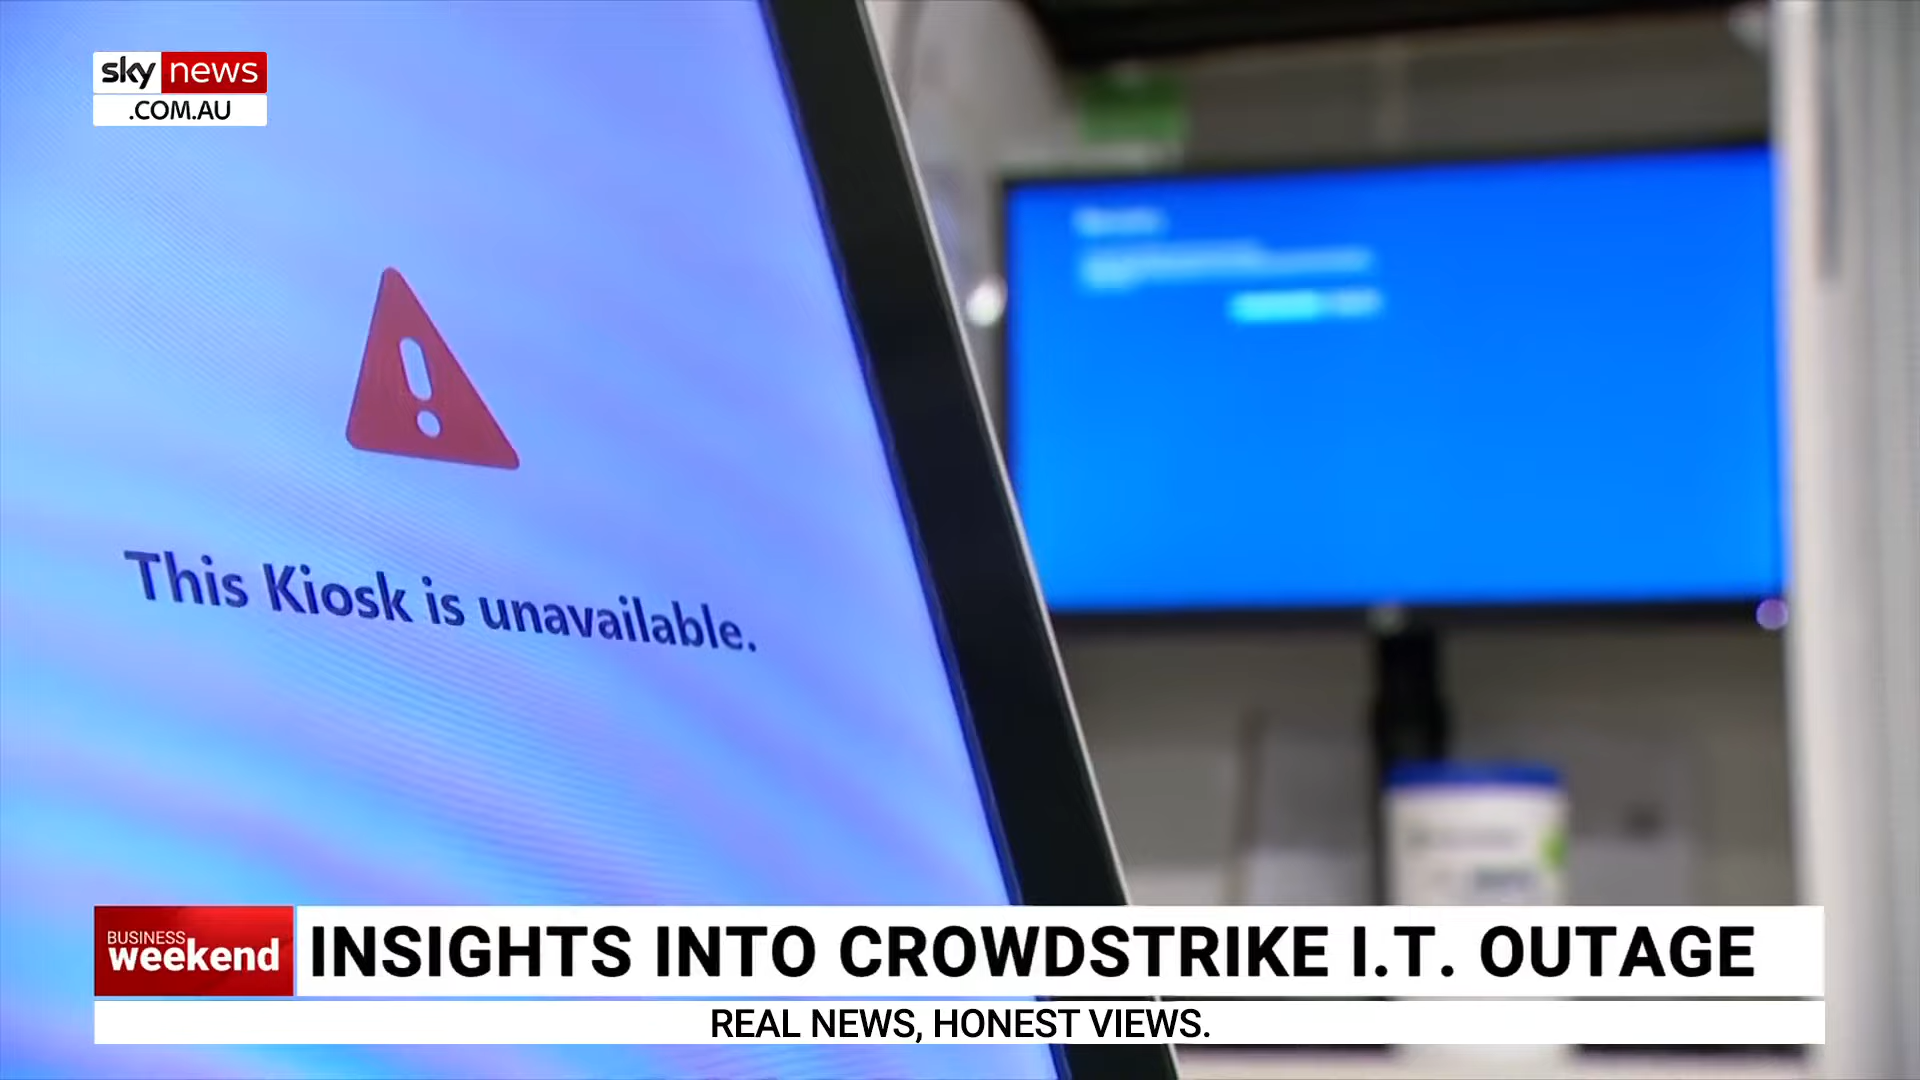 sky news
.COM.AU
This Kiosk is unavailable.
BUSINESS
weekend
INSIGHTS INTO CROWDSTRIKE I.T. OUTAGE
REAL NEWS, HONEST VIEWS.